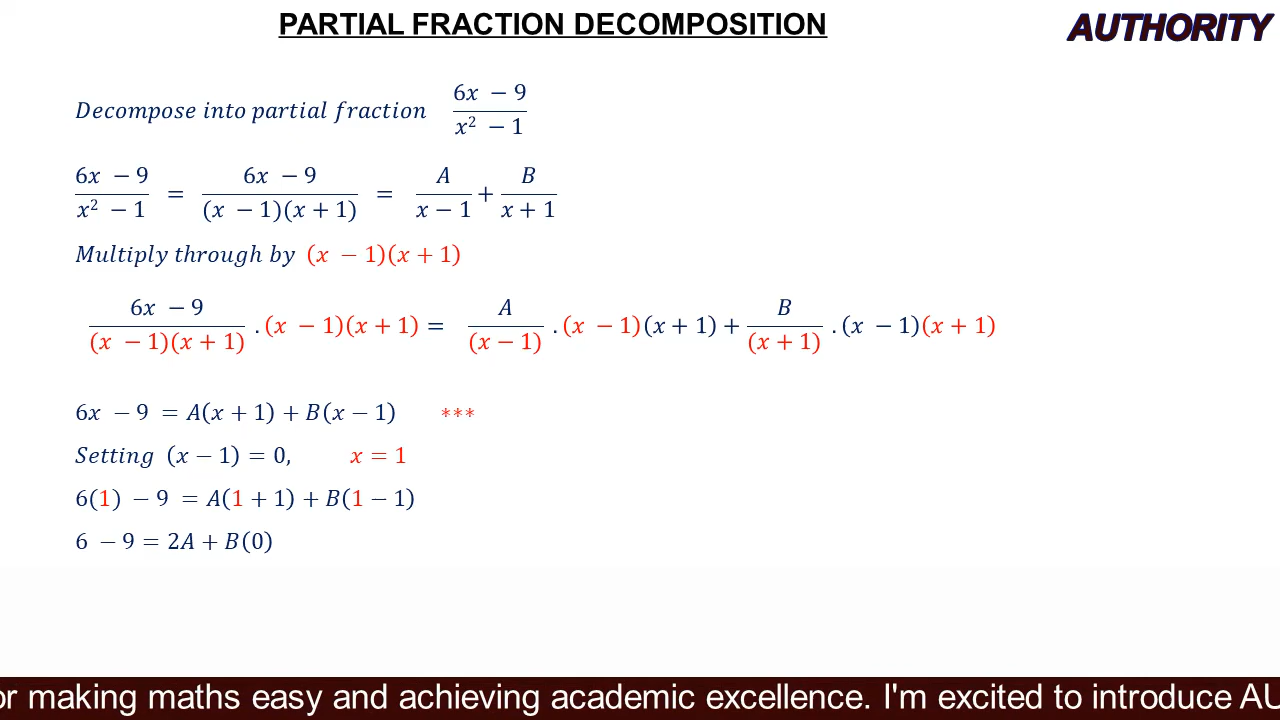 PARTIAL FRACTION DECOMPOSITION
AUTHORITY
Decompose into partial fraction (6x − 9)/(x² − 1)
(6x − 9)/(x² − 1) = (6x − 9)/((x − 1)(x + 1)) = A/(x − 1) + B/(x + 1)
Multiply through by (x − 1)(x + 1)
(6x − 9)/((x − 1)(x + 1)) . (x − 1)(x + 1) = A/(x − 1) . (x − 1)(x + 1) + B/(x + 1) . (x − 1)(x + 1)
6x − 9 = A(x + 1) + B(x − 1) ***
Setting (x − 1) = 0, x = 1
6(1) − 9 = A(1 + 1) + B(1 − 1)
6 − 9 = 2A + B(0)
or making maths easy and achieving academic excellence. I'm excited to introduce AU